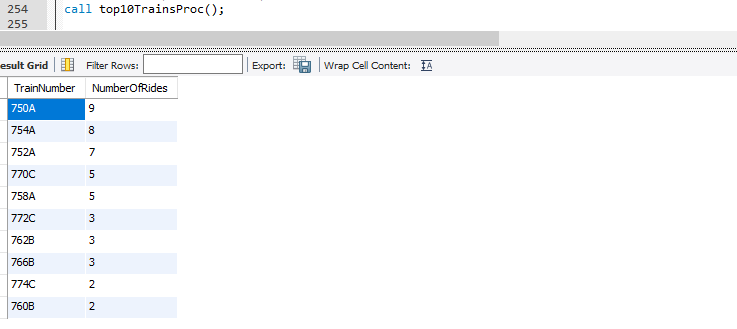 254 call top10TrainsProc();
255
esult Grid Filter Rows: Export: Wrap Cell Content:
TrainNumber NumberOfRides
750A 9
754A 8
752A 7
770C 5
758A 5
772C 3
762B 3
766B 3
774C 2
760B 2